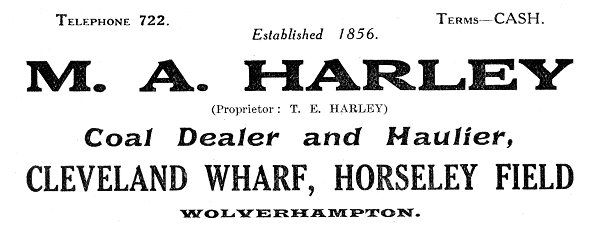 TELEPHONE 722.
TERMS—CASH.
Established 1856.
M. A. HARLEY
(Proprietor: T. E. HARLEY)
Coal Dealer and Haulier,
CLEVELAND WHARF, HORSELEY FIELD
WOLVERHAMPTON.